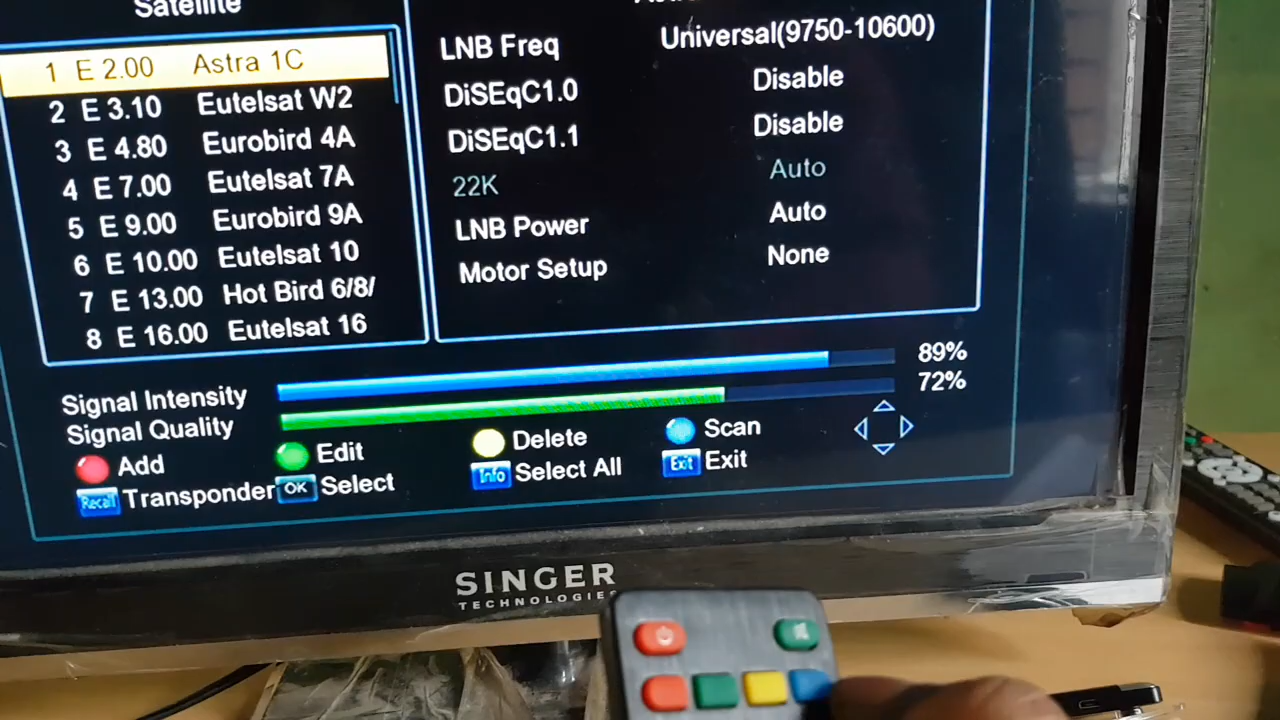 Satellite
1 E 2.00 Astra 1C
2 E 3.10 Eutelsat W2
3 E 4.80 Eurobird 4A
4 E 7.00 Eutelsat 7A
5 E 9.00 Eurobird 9A
6 E 10.00 Eutelsat 10
7 E 13.00 Hot Bird 6/8/
8 E 16.00 Eutelsat 16
LNB Freq Universal(9750-10600)
DiSEqC1.0 Disable
DiSEqC1.1 Disable
22K Auto
LNB Power Auto
Motor Setup None
Signal Intensity 89%
Signal Quality 72%
Add Edit Delete Scan
Recall Transponder OK Select Info Select All Exit Exit
SINGER
TECHNOLOGIES